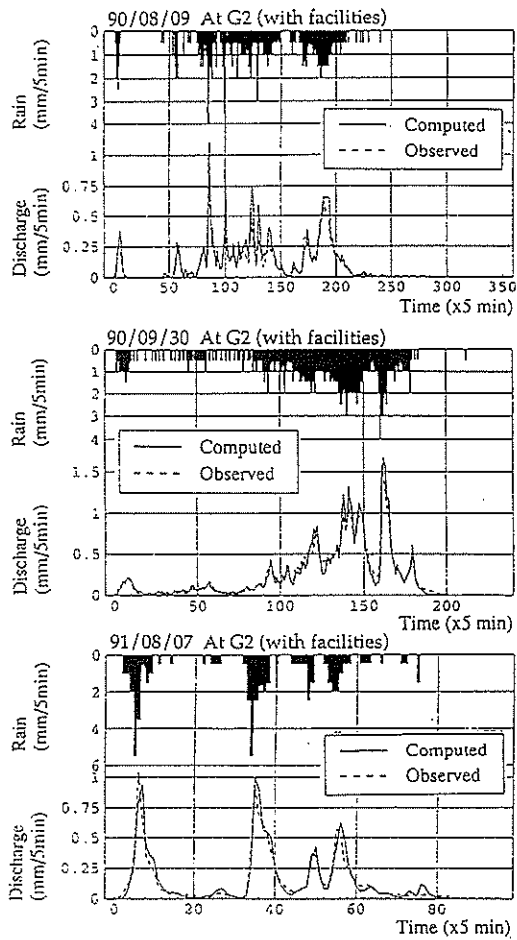 90/08/09 At G2 (with facilities)
0
1
2
3
4
Rain
(mm/5min)
Computed
Observed
1
0.75
0.5
0.25
0
Discharge
(mm/5min)
0 50 100 150 200 250 300 350
Time (x5 min)
90/09/30 At G2 (with facilities)
0
1
2
3
4
Rain
(mm/5min)
Computed
Observed
1.5
1
0.5
0
Discharge
(mm/5min)
0 50 100 150 200
Time (x5 min)
91/08/07 At G2 (with facilities)
0
2
4
6
Rain
(mm/5min)
Computed
Observed
1
0.75
0.5
0.25
0
Discharge
(mm/5min)
0 20 40 60 80
Time (x5 min)